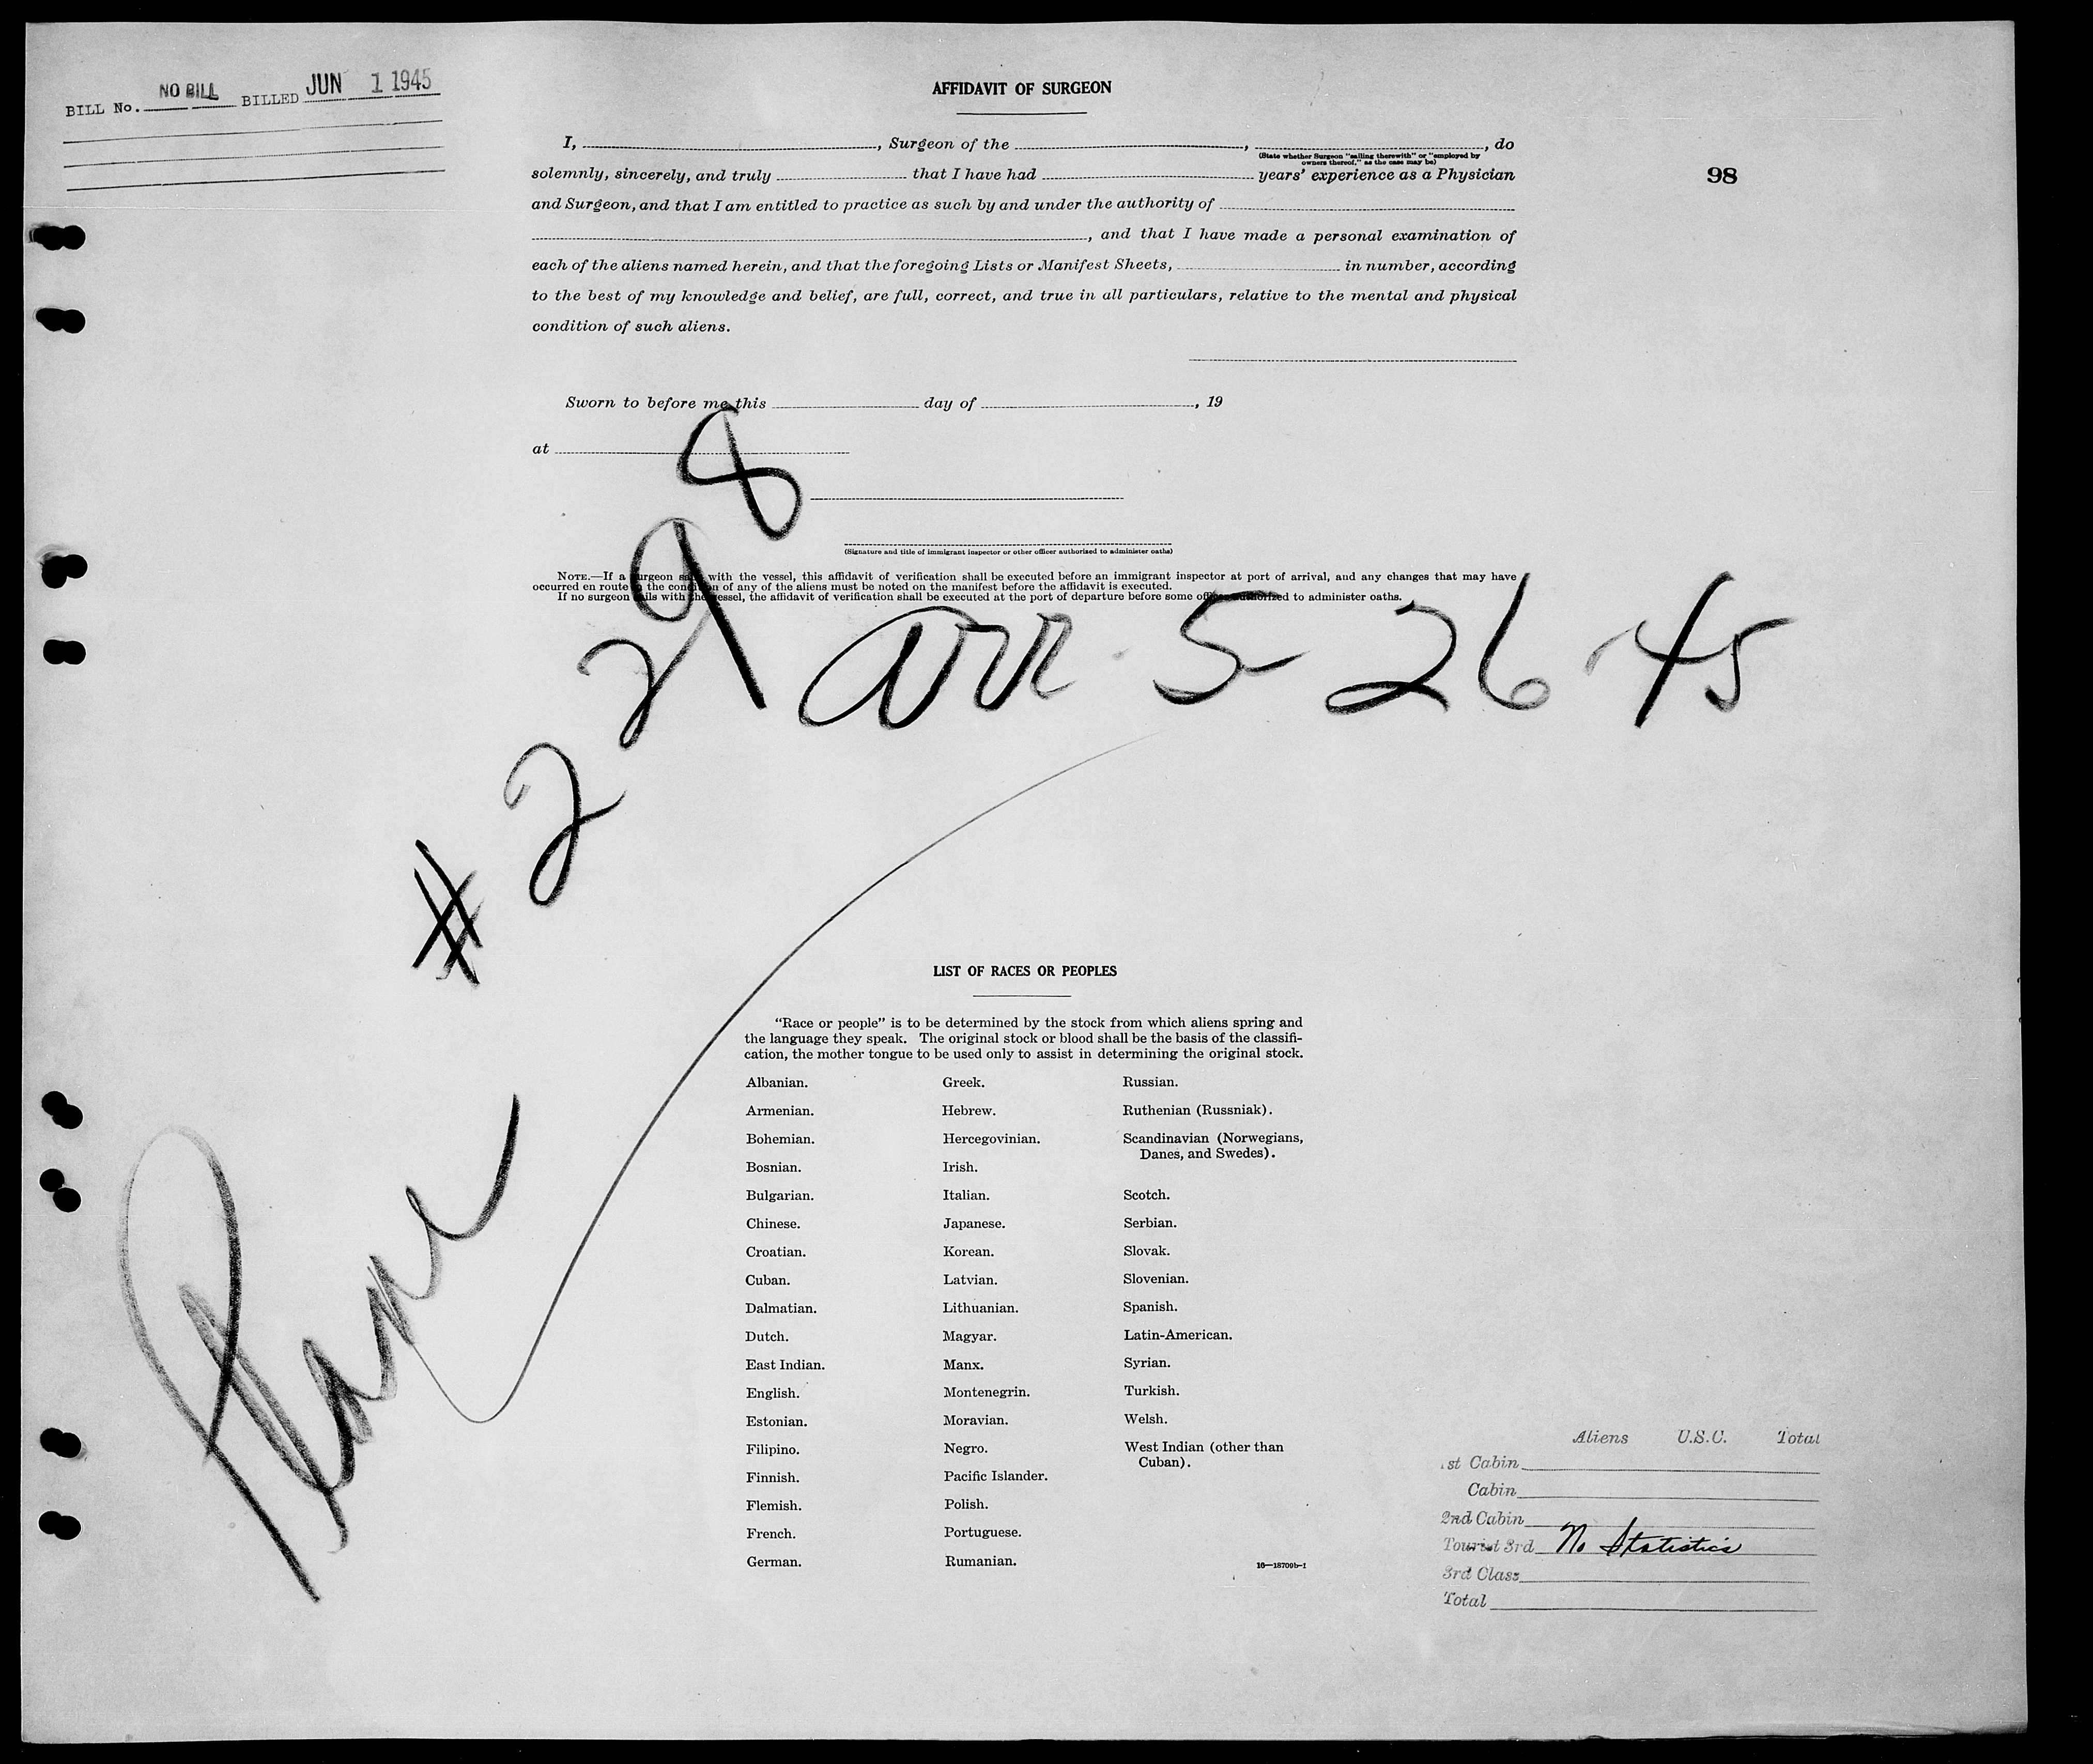 BILL No. NO BILL BILLED JUN 1 1945
AFFIDAVIT OF SURGEON
I, , Surgeon of the , , do
(State whether Surgeon "sailing therewith" or "employed by
owners thereof," as the case may be)
solemnly, sincerely, and truly that I have had years' experience as a Physician
98
and Surgeon, and that I am entitled to practice as such by and under the authority of
, and that I have made a personal examination of
each of the aliens named herein, and that the foregoing Lists or Manifest Sheets, in number, according
to the best of my knowledge and belief, are full, correct, and true in all particulars, relative to the mental and physical
condition of such aliens.
Sworn to before me this day of , 19
at
(Signature and title of immigrant inspector or other officer authorized to administer oaths)
NOTE.—If a surgeon sails with the vessel, this affidavit of verification shall be executed before an immigrant inspector at port of arrival, and any changes that may have
occurred en route in the condition of any of the aliens must be noted on the manifest before the affidavit is executed.
If no surgeon sails with the vessel, the affidavit of verification shall be executed at the port of departure before some officer authorized to administer oaths.
Plane #2298
arr 5 26 45
LIST OF RACES OR PEOPLES
"Race or people" is to be determined by the stock from which aliens spring and
the language they speak. The original stock or blood shall be the basis of the classifi-
cation, the mother tongue to be used only to assist in determining the original stock.
Albanian. Greek. Russian.
Armenian. Hebrew. Ruthenian (Russniak).
Bohemian. Hercegovinian. Scandinavian (Norwegians,
Danes, and Swedes).
Bosnian. Irish.
Bulgarian. Italian. Scotch.
Chinese. Japanese. Serbian.
Croatian. Korean. Slovak.
Cuban. Latvian. Slovenian.
Dalmatian. Lithuanian. Spanish.
Dutch. Magyar. Latin-American.
East Indian. Manx. Syrian.
English. Montenegrin. Turkish.
Estonian. Moravian. Welsh.
Filipino. Negro. West Indian (other than
Cuban).
Finnish. Pacific Islander.
Flemish. Polish.
French. Portuguese.
German. Rumanian.
16—18709b-1
Aliens U.S.C. Total
1st Cabin
Cabin
2nd Cabin
Tourist 3rd No Statistics
3rd Class
Total